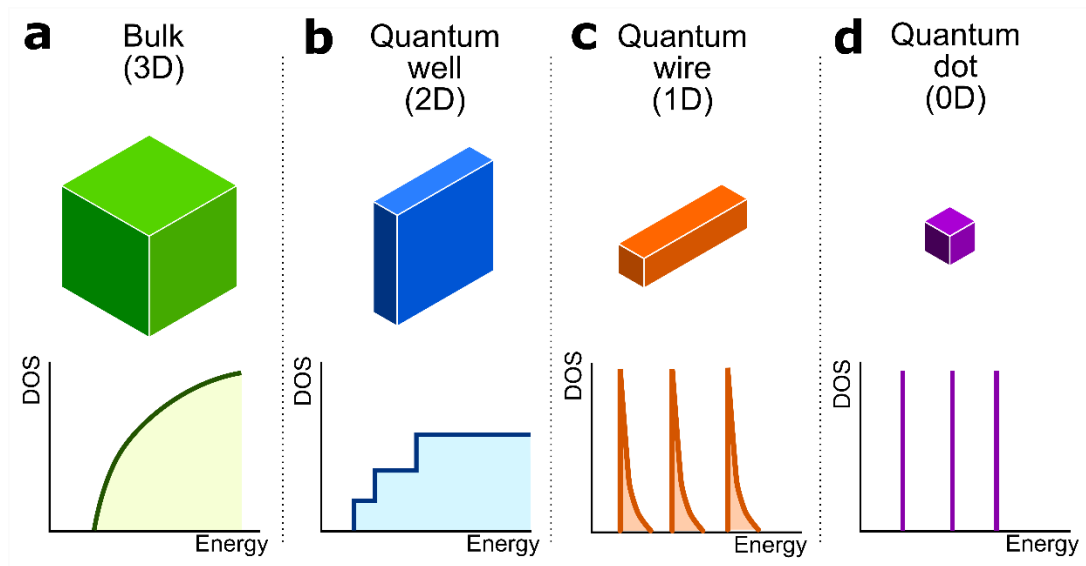 a
Bulk
(3D)
DOS
Energy
b
Quantum
well
(2D)
DOS
Energy
c
Quantum
wire
(1D)
DOS
Energy
d
Quantum
dot
(0D)
DOS
Energy